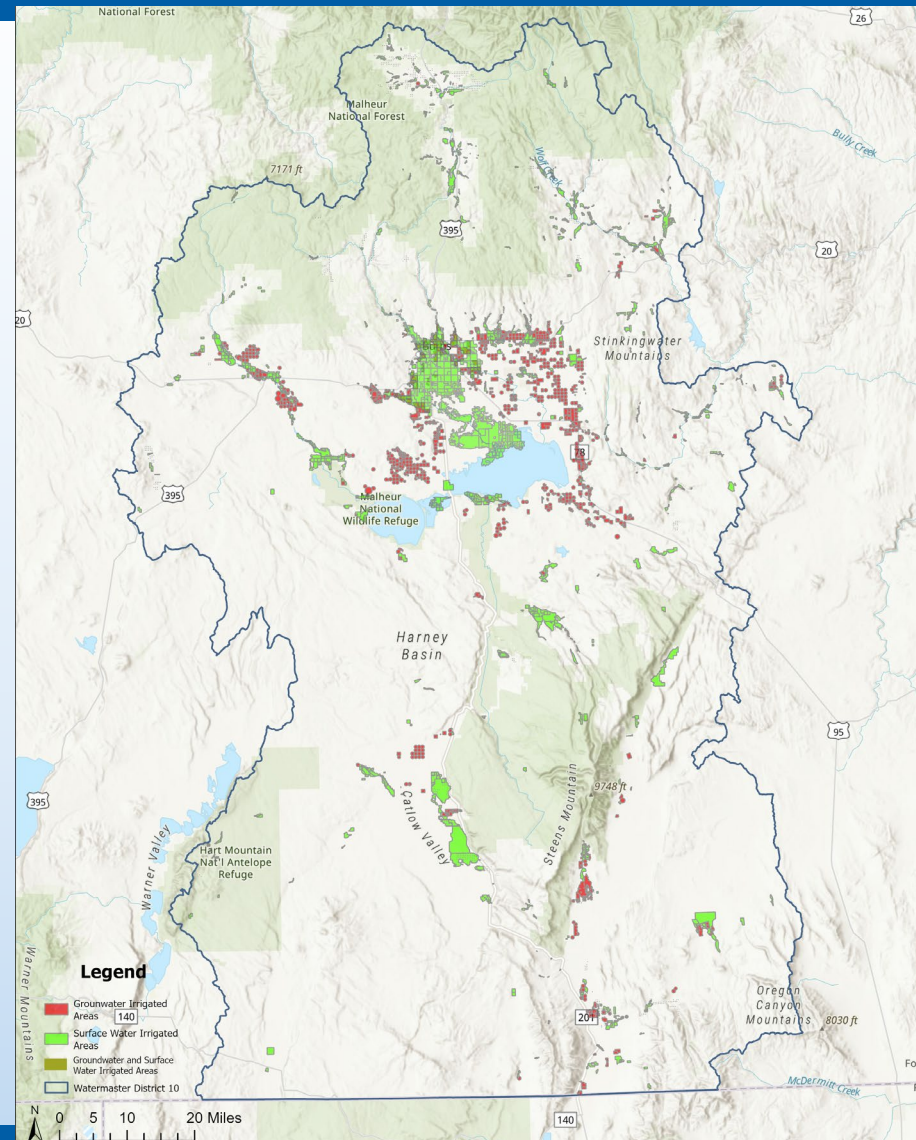 National Forest
26
Malheur
National Forest
Bully Creek
Wolf Creek
7171 ft
395
20
20
Stinkingwater
Mountains
78
395
Malheur
National
Wildlife Refuge
Harney
Basin
95
9748 ft
395
Catlow Valley
Steens Mountain
Warner Valley
Hart Mountain
Nat'l Antelope
Refuge
Warner Mountains
Legend
Grounwater Irrigated
Areas
140
Surface Water Irrigated
Areas
Groundwater and Surface
Water Irrigated Areas
Watermaster District 10
Oregon
Canyon
Mountains
8030 ft
201
Fo
McDermitt Creek
N
0 5 10 20 Miles
140